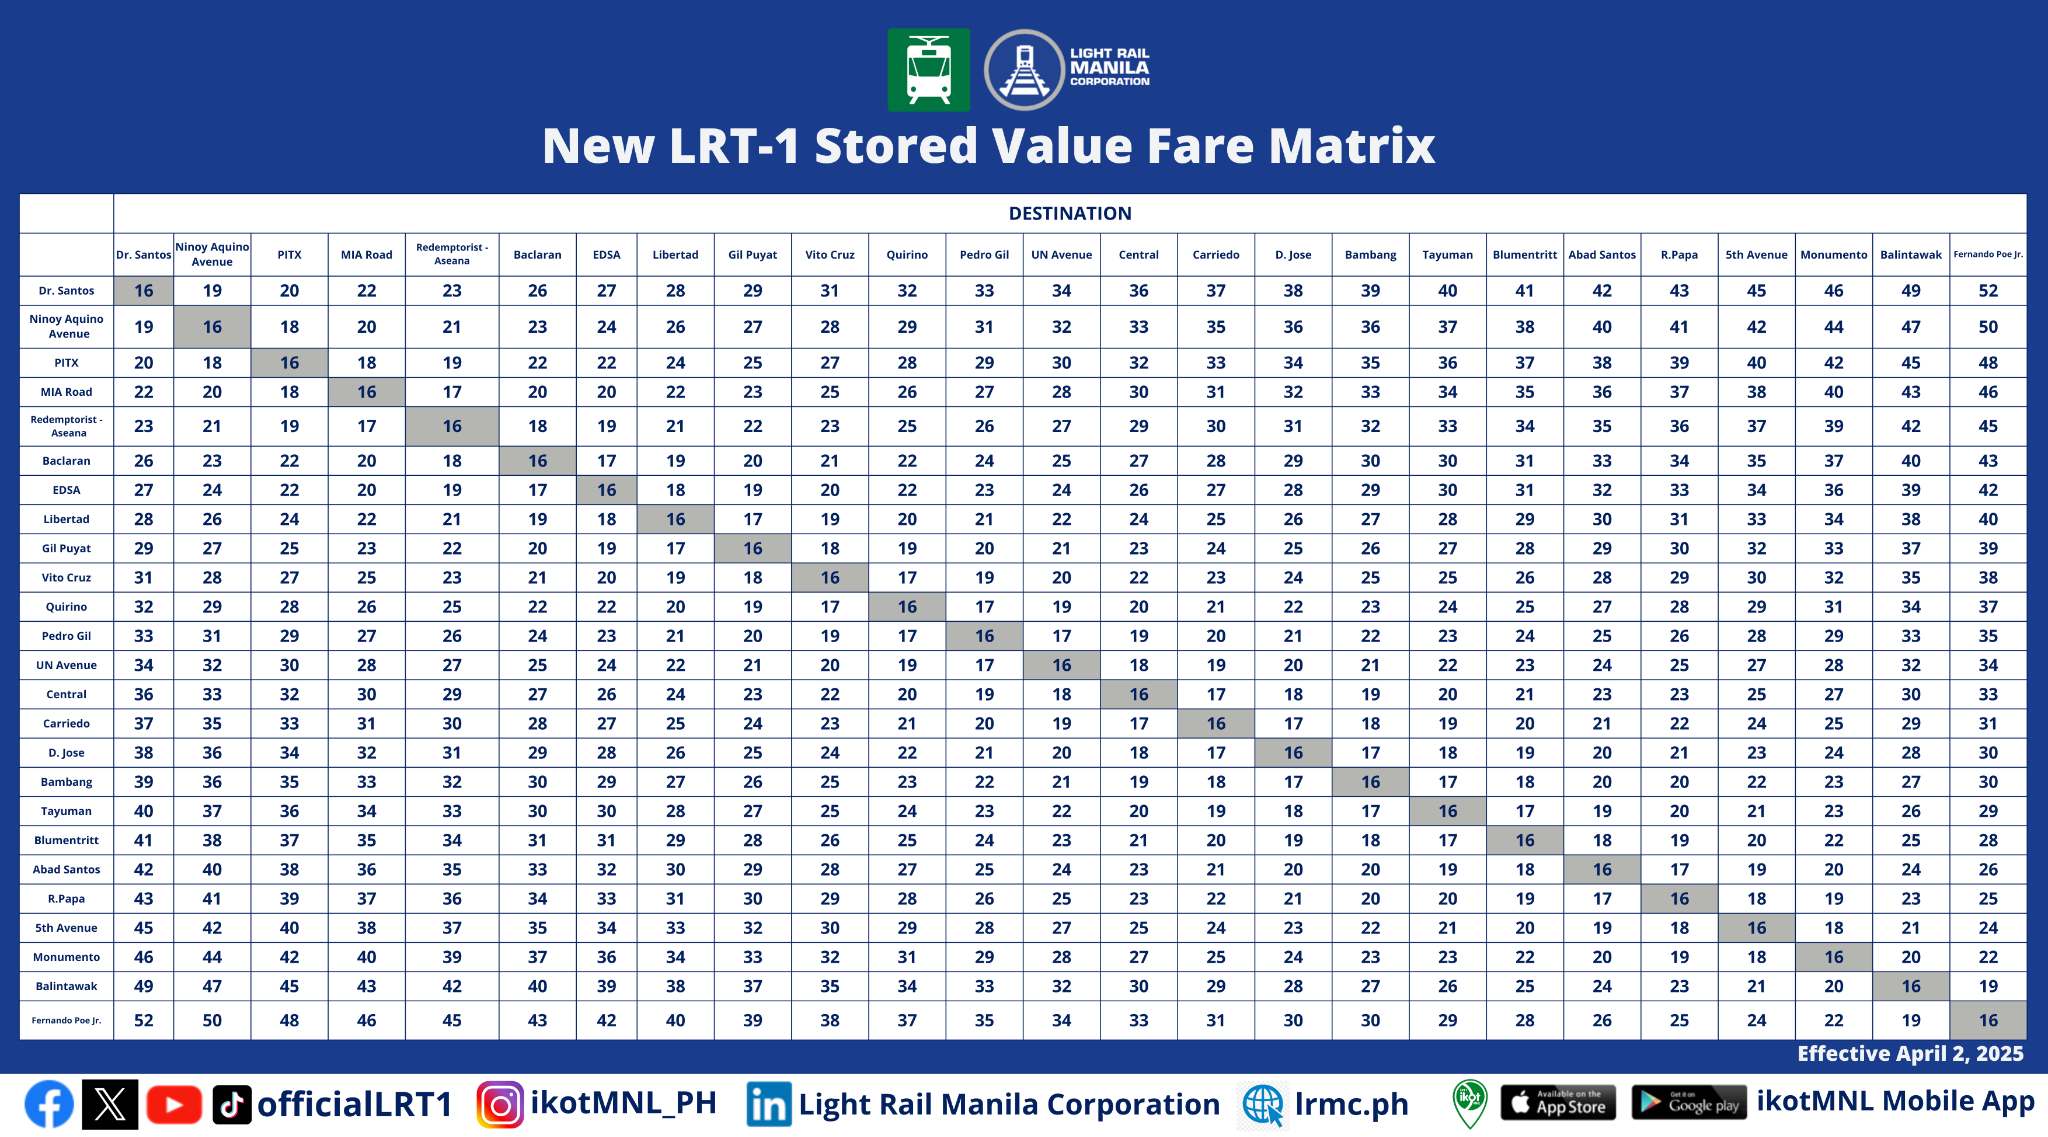 LIGHT RAIL
MANILA
CORPORATION
New LRT-1 Stored Value Fare Matrix
DESTINATION
Dr. Santos Ninoy Aquino Avenue PITX MIA Road Redemptorist - Aseana Baclaran EDSA Libertad Gil Puyat Vito Cruz Quirino Pedro Gil UN Avenue Central Carriedo D. Jose Bambang Tayuman Blumentritt Abad Santos R.Papa 5th Avenue Monumento Balintawak Fernando Poe Jr.
Dr. Santos 16 19 20 22 23 26 27 28 29 31 32 33 34 36 37 38 39 40 41 42 43 45 46 49 52
Ninoy Aquino Avenue 19 16 18 20 21 23 24 26 27 28 29 31 32 33 35 36 36 37 38 40 41 42 44 47 50
PITX 20 18 16 18 19 22 22 24 25 27 28 29 30 32 33 34 35 36 37 38 39 40 42 45 48
MIA Road 22 20 18 16 17 20 20 22 23 25 26 27 28 30 31 32 33 34 35 36 37 38 40 43 46
Redemptorist - Aseana 23 21 19 17 16 18 19 21 22 23 25 26 27 29 30 31 32 33 34 35 36 37 39 42 45
Baclaran 26 23 22 20 18 16 17 19 20 21 22 24 25 27 28 29 30 30 31 33 34 35 37 40 43
EDSA 27 24 22 20 19 17 16 18 19 20 22 23 24 26 27 28 29 30 31 32 33 34 36 39 42
Libertad 28 26 24 22 21 19 18 16 17 19 20 21 22 24 25 26 27 28 29 30 31 33 34 38 40
Gil Puyat 29 27 25 23 22 20 19 17 16 18 19 20 21 23 24 25 26 27 28 29 30 32 33 37 39
Vito Cruz 31 28 27 25 23 21 20 19 18 16 17 19 20 22 23 24 25 25 26 28 29 30 32 35 38
Quirino 32 29 28 26 25 22 22 20 19 17 16 17 19 20 21 22 23 24 25 27 28 29 31 34 37
Pedro Gil 33 31 29 27 26 24 23 21 20 19 17 16 17 19 20 21 22 23 24 25 26 28 29 33 35
UN Avenue 34 32 30 28 27 25 24 22 21 20 19 17 16 18 19 20 21 22 23 24 25 27 28 32 34
Central 36 33 32 30 29 27 26 24 23 22 20 19 18 16 17 18 19 20 21 23 23 25 27 30 33
Carriedo 37 35 33 31 30 28 27 25 24 23 21 20 19 17 16 17 18 19 20 21 22 24 25 29 31
D. Jose 38 36 34 32 31 29 28 26 25 24 22 21 20 18 17 16 17 18 19 20 21 23 24 28 30
Bambang 39 36 35 33 32 30 29 27 26 25 23 22 21 19 18 17 16 17 18 20 20 22 23 27 30
Tayuman 40 37 36 34 33 30 30 28 27 25 24 23 22 20 19 18 17 16 17 19 20 21 23 26 29
Blumentritt 41 38 37 35 34 31 31 29 28 26 25 24 23 21 20 19 18 17 16 18 19 20 22 25 28
Abad Santos 42 40 38 36 35 33 32 30 29 28 27 25 24 23 21 20 20 19 18 16 17 19 20 24 26
R.Papa 43 41 39 37 36 34 33 31 30 29 28 26 25 23 22 21 20 20 19 17 16 18 19 23 25
5th Avenue 45 42 40 38 37 35 34 33 32 30 29 28 27 25 24 23 22 21 20 19 18 16 18 21 24
Monumento 46 44 42 40 39 37 36 34 33 32 31 29 28 27 25 24 23 23 22 20 19 18 16 20 22
Balintawak 49 47 45 43 42 40 39 38 37 35 34 33 32 30 29 28 27 26 25 24 23 21 20 16 19
Fernando Poe Jr. 52 50 48 46 45 43 42 40 39 38 37 35 34 33 31 30 30 29 28 26 25 24 22 19 16
Effective April 2, 2025
officialLRT1 ikotMNL_PH in Light Rail Manila Corporation lrmc.ph ikot Available on the App Store Get it on Google play ikotMNL Mobile App